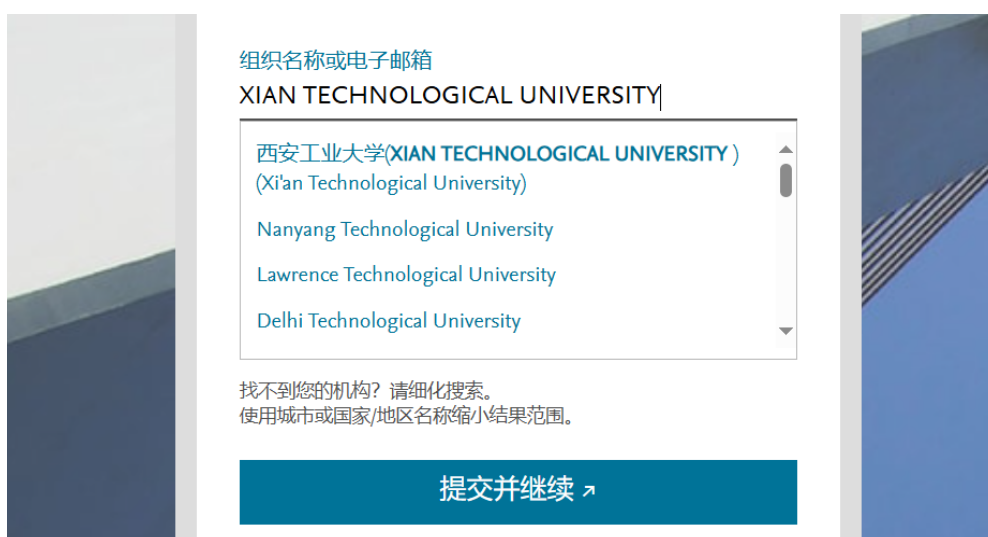 组织名称或电子邮箱
XIAN TECHNOLOGICAL UNIVERSITY
西安工业大学(XIAN TECHNOLOGICAL UNIVERSITY )
(Xi'an Technological University)
Nanyang Technological University
Lawrence Technological University
Delhi Technological University
找不到您的机构？请细化搜索。
使用城市或国家/地区名称缩小结果范围。
提交并继续 ↗